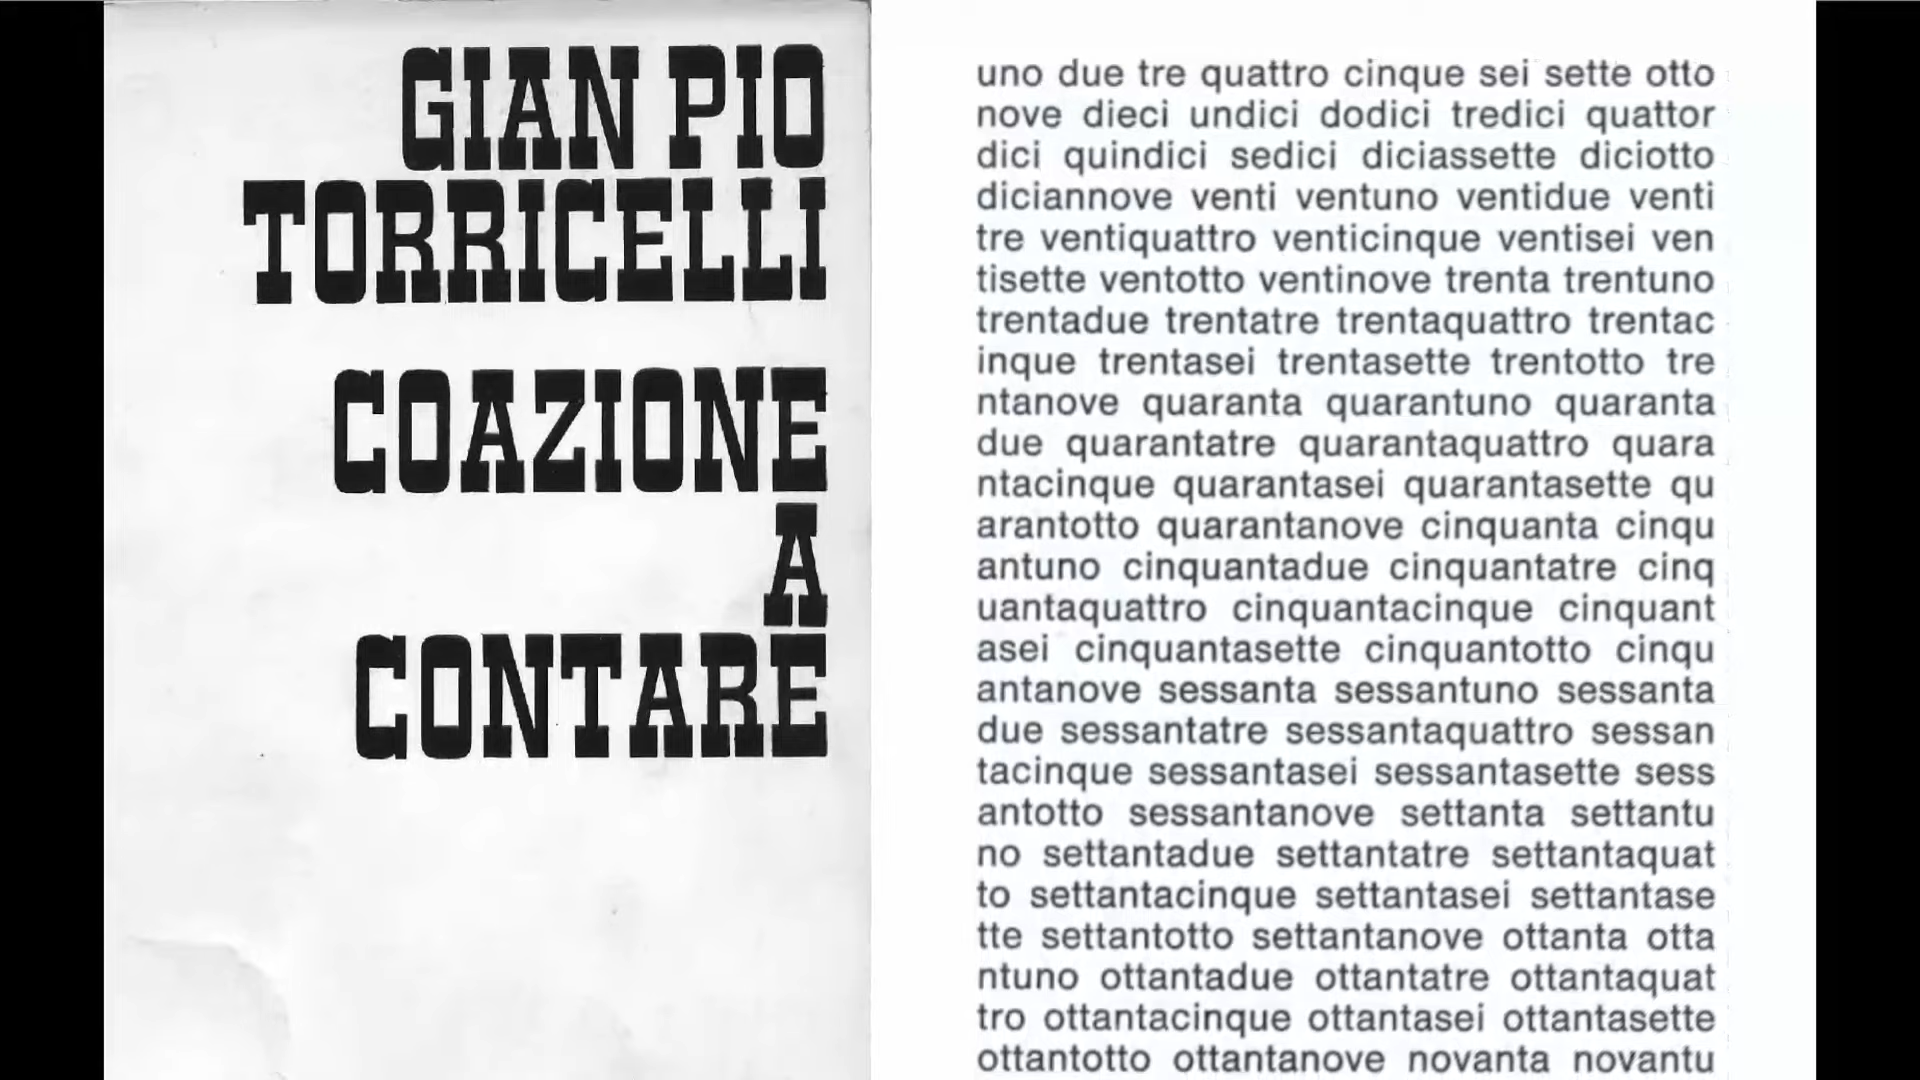 GIAN PIO
TORRICELLI
COAZIONE
A
CONTARE
uno due tre quattro cinque sei sette otto
nove dieci undici dodici tredici quattor
dici quindici sedici diciassette diciotto
diciannove venti ventuno ventidue venti
tre ventiquattro venticinque ventisei ven
tisette ventotto ventinove trenta trentuno
trentadue trentatre trentaquattro trentac
inque trentasei trentasette trentotto tre
ntanove quaranta quarantuno quaranta
due quarantatre quarantaquattro quara
ntacinque quarantasei quarantasette qu
arantotto quarantanove cinquanta cinqu
antuno cinquantadue cinquantatre cinq
uantaquattro cinquantacinque cinquant
asei cinquantasette cinquantotto cinqu
antanove sessanta sessantuno sessanta
due sessantatre sessantaquattro sessan
tacinque sessantasei sessantasette sess
antotto sessantanove settanta settantu
no settantadue settantatre settantaquat
to settantacinque settantasei settantase
tte settantotto settantanove ottanta otta
ntuno ottantadue ottantatre ottantaquat
tro ottantacinque ottantasei ottantasette
ottantotto ottantanove novanta novantu